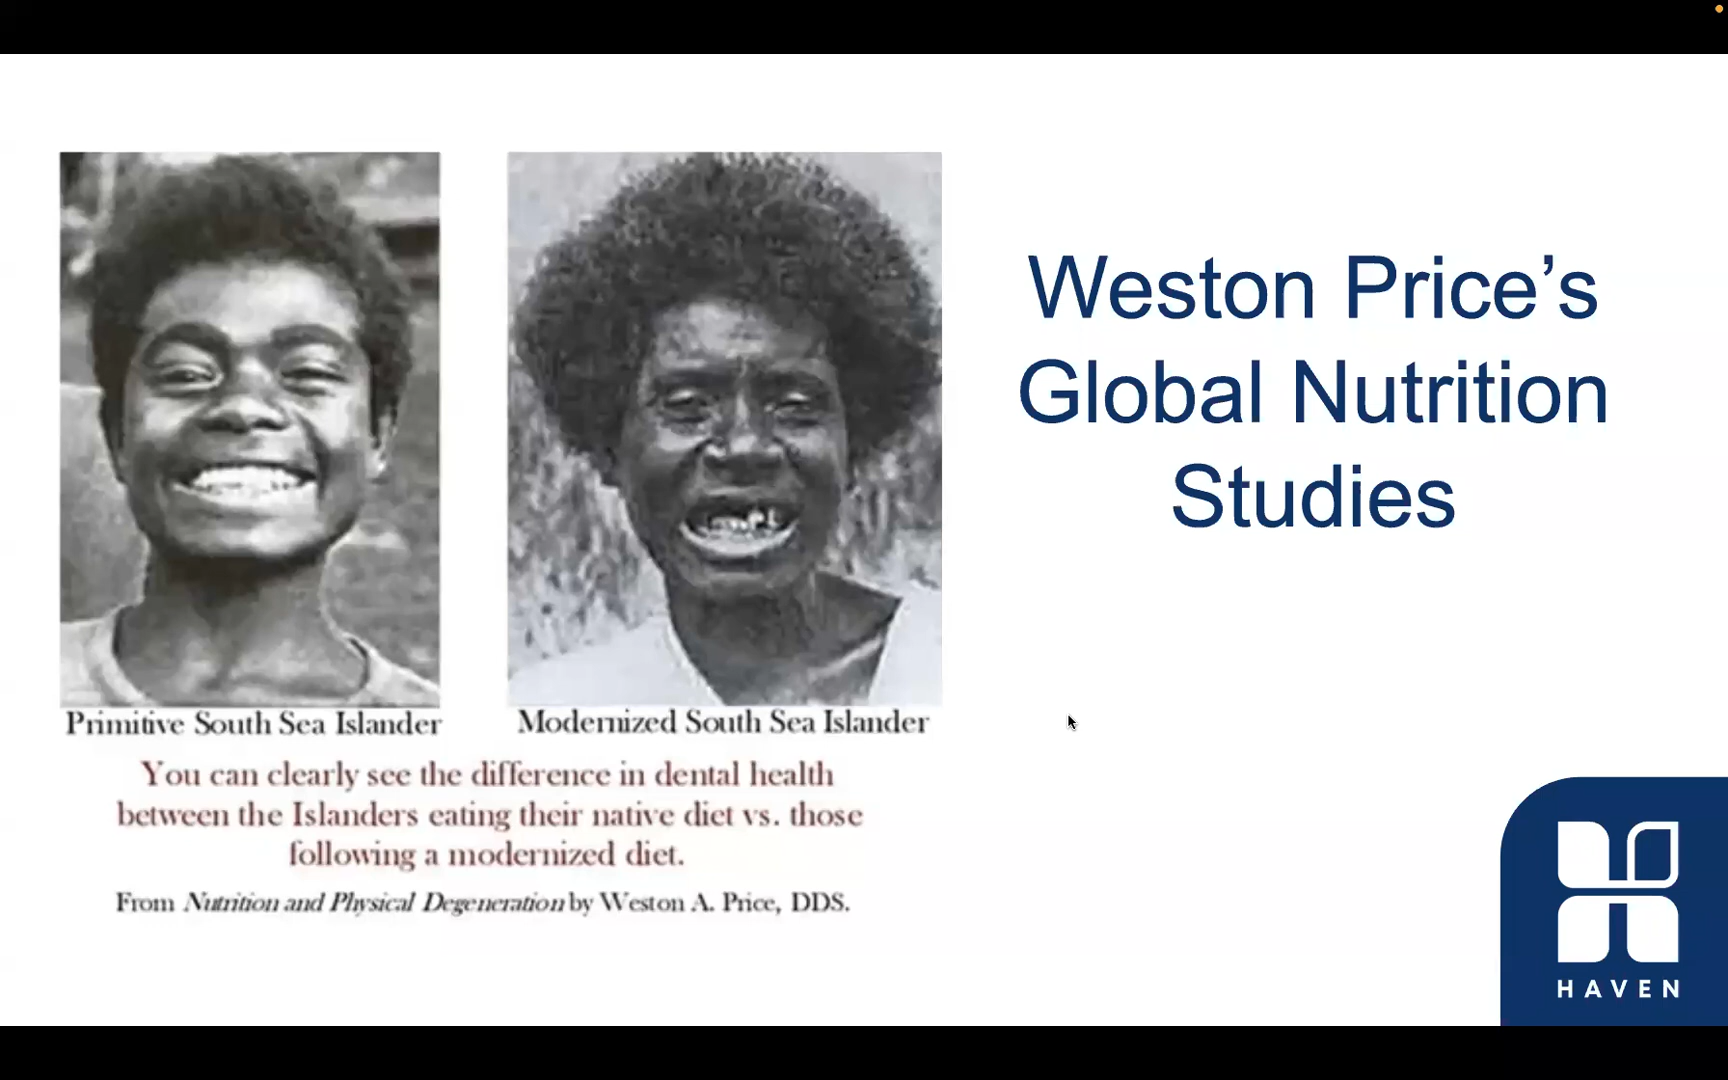 Weston Price’s
Global Nutrition
Studies
Primitive South Sea Islander
Modernized South Sea Islander
You can clearly see the difference in dental health
between the Islanders eating their native diet vs. those
following a modernized diet.
From Nutrition and Physical Degeneration by Weston A. Price, DDS.
HAVEN